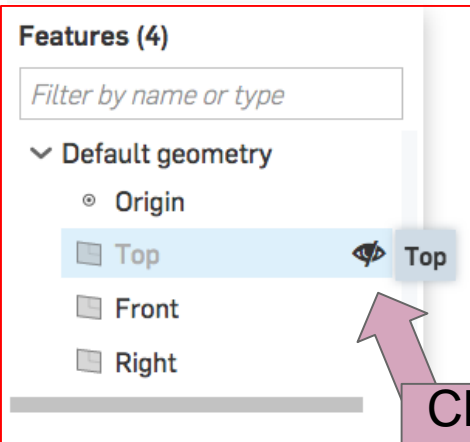 Features (4)
Filter by name or type
Default geometry
Origin
Top Top
Front
Right